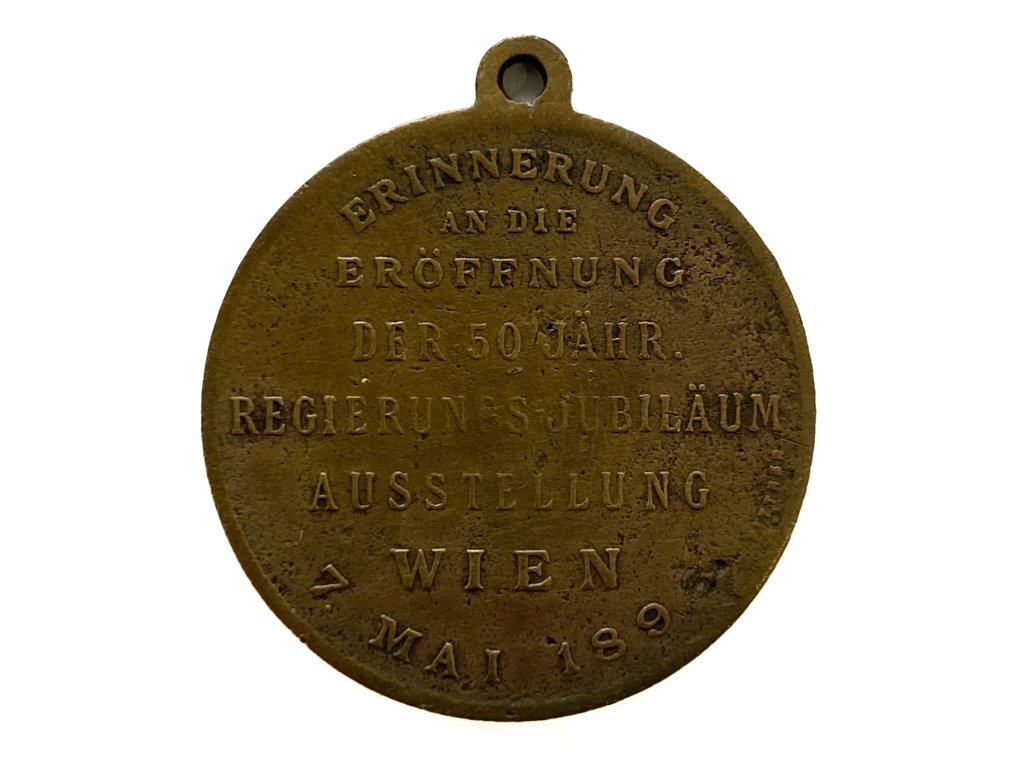 ERINNERUNG
AN DIE
ERÖFFNUNG
DER 50 JÄHR.
REGIERUNGS-JUBILÄUM
AUSSTELLUNG
WIEN
7. MAI 189